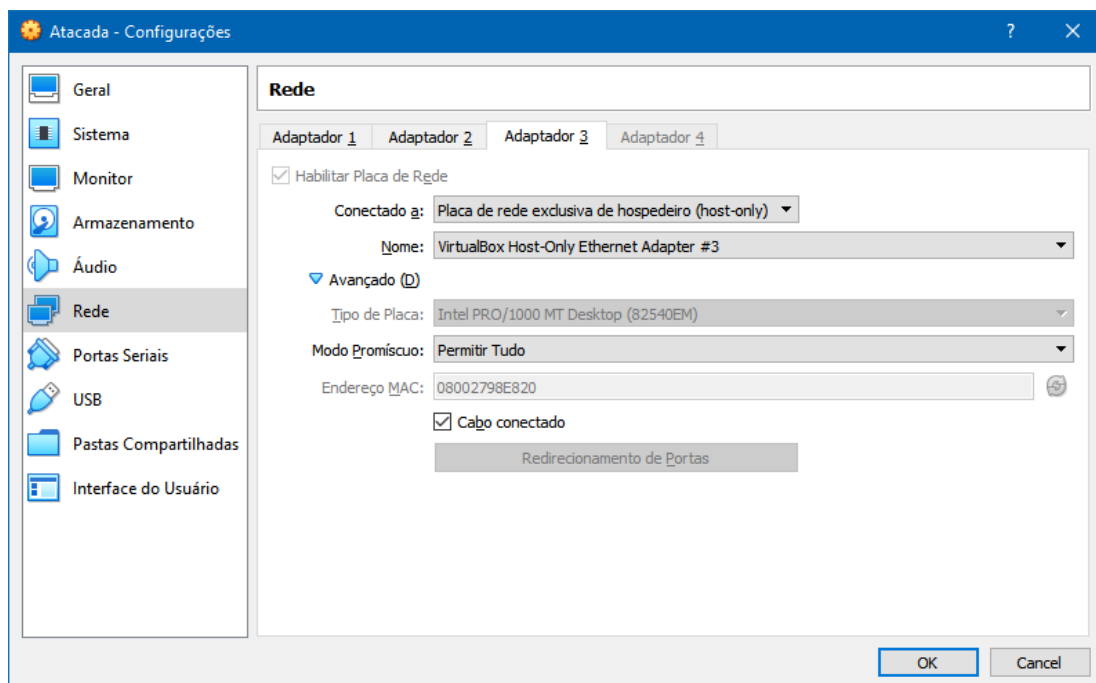 Atacada - Configurações
?
Geral
Sistema
Monitor
Armazenamento
Áudio
Rede
Portas Seriais
USB
Pastas Compartilhadas
Interface do Usuário
Rede
Adaptador 1 Adaptador 2 Adaptador 3 Adaptador 4
Habilitar Placa de Rede
Conectado a: Placa de rede exclusiva de hospedeiro (host-only)
Nome: VirtualBox Host-Only Ethernet Adapter #3
Avançado (D)
Tipo de Placa: Intel PRO/1000 MT Desktop (82540EM)
Modo Promíscuo: Permitir Tudo
Endereço MAC: 08002798E820
Cabo conectado
Redirecionamento de Portas
OK Cancel